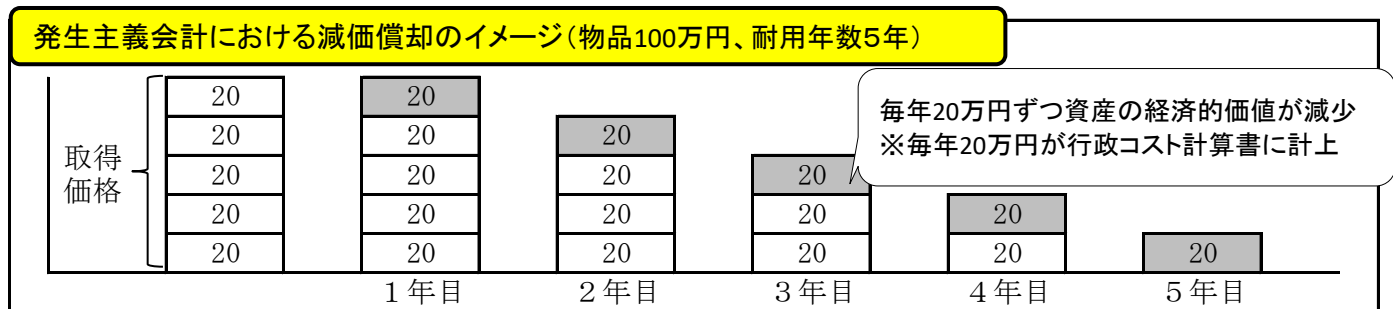 発生主義会計における減価償却のイメージ（物品100万円、耐用年数５年）
毎年20万円ずつ資産の経済的価値が減少
※毎年20万円が行政コスト計算書に計上
取得
価格
20 20
20 20 20
20 20 20 20
20 20 20 20 20
20 20 20 20 20 20
１年目 ２年目 ３年目 ４年目 ５年目